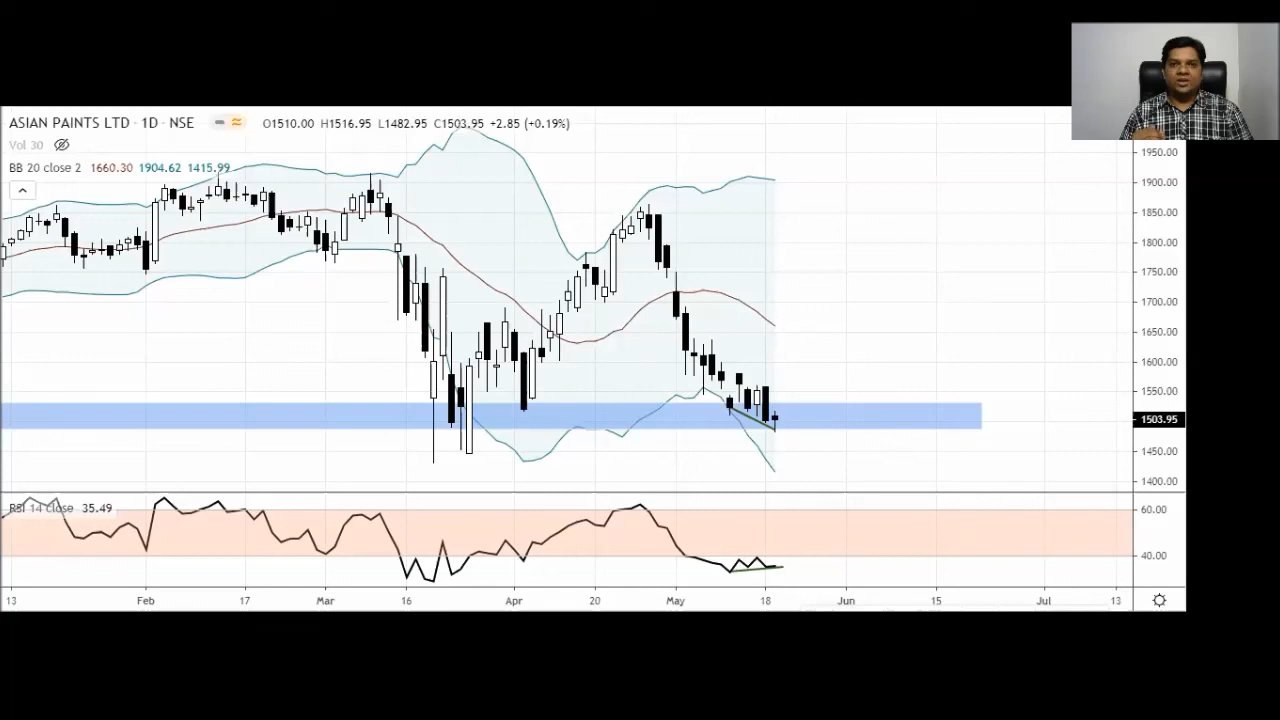 ASIAN PAINTS LTD · 1D · NSE O1510.00 H1516.95 L1482.95 C1503.95 +2.85 (+0.19%)
Vol 30
BB 20 close 2 1660.30 1904.62 1415.99
1950.00
1900.00
1850.00
1800.00
1750.00
1700.00
1650.00
1600.00
1550.00
1503.95
1450.00
1400.00
RSI 14 close 35.49
60.00
40.00
13 Feb 17 Mar 16 Apr 20 May 18 Jun 15 Jul 13